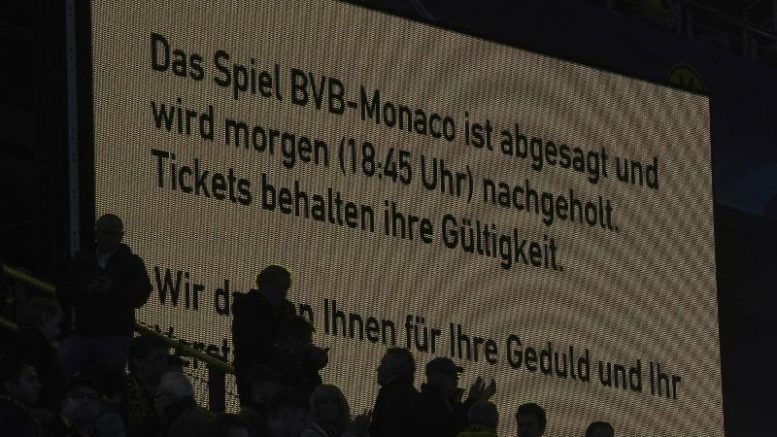 Das Spiel BVB-Monaco ist abgesagt und
wird morgen (18:45 Uhr) nachgeholt.
Tickets behalten ihre Gültigkeit.
Wir Ihnen für Ihre Geduld und Ihr